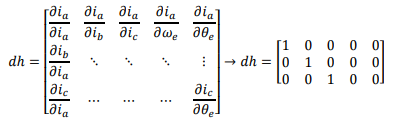 dh = [∂i_a/∂i_a ∂i_a/∂i_b ∂i_a/∂i_c ∂i_a/∂ω_e ∂i_a/∂θ_e
∂i_b/∂i_a ⋱ ⋱ ⋱ ⋮
∂i_c/∂i_a … … … ∂i_c/∂θ_e] → dh = [1 0 0 0 0
0 1 0 0 0
0 0 1 0 0]